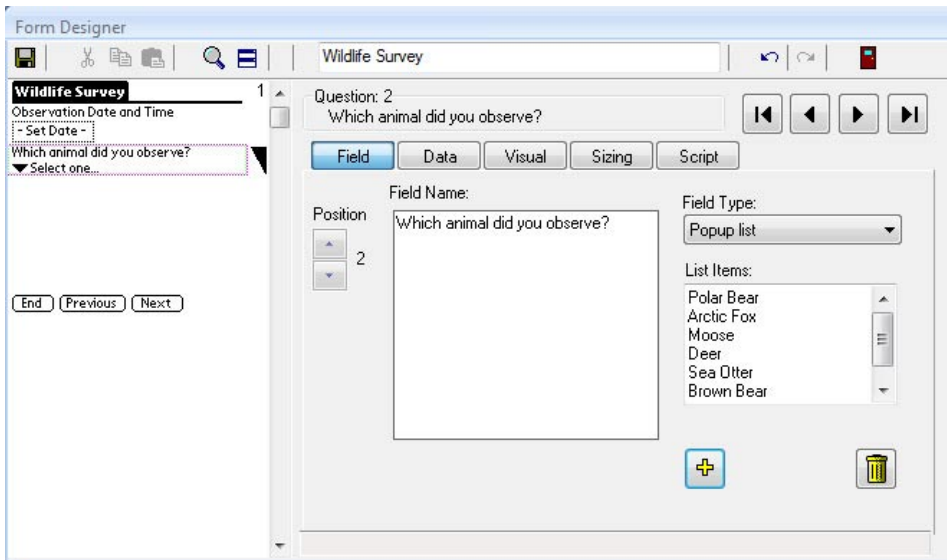 Form Designer
Wildlife Survey
Wildlife Survey 1
Observation Date and Time
- Set Date -
Which animal did you observe?
Select one...
End Previous Next
Question: 2
Which animal did you observe?
Field Data Visual Sizing Script
Position
2
Field Name:
Which animal did you observe?
Field Type:
Popup list
List Items:
Polar Bear
Arctic Fox
Moose
Deer
Sea Otter
Brown Bear